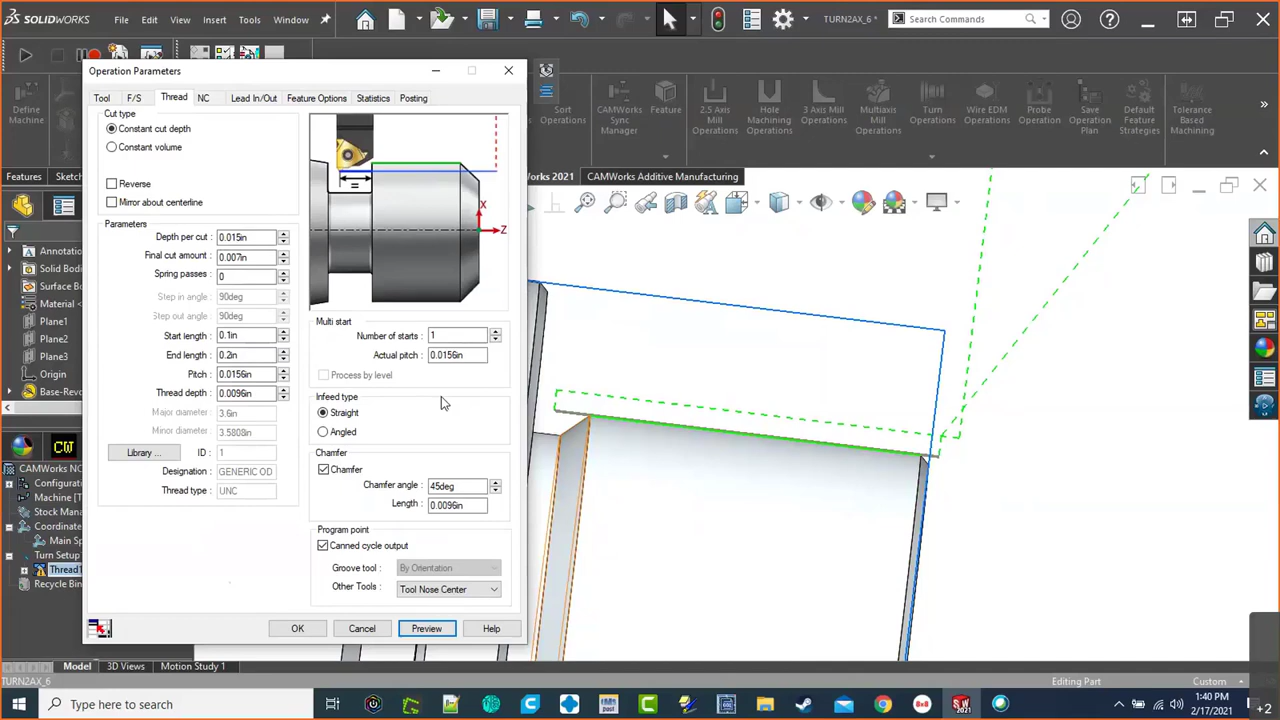 File View Insert Tools Window
TURN2AX_6 *
Search Commands
Define Machine
Sort Operations
CAMWorks Sync Manager
Feature
2.5 Axis Mill Operations
Hole Machining Operations
3 Axis Mill Operations
Multiaxis Mill Operations
Turn Operations
Wire EDM Operations
Probe Operation
Save Operation Plan
Default Feature Strategies
Tolerance Based Machining
Features
Sketch
Works 2021
CAMWorks Additive Manufacturing
Operation Parameters
Tool F/S Thread NC Lead In/Out Feature Options Statistics Posting
Cut type
Constant cut depth
Constant volume
Reverse
Mirror about centerline
Parameters
Depth per cut : 0.015in
Final cut amount : 0.007in
Spring passes : 0
Step in angle : 90deg
Step out angle : 90deg
Start length : 0.1in
End length : 0.2in
Pitch : 0.0156in
Thread depth : 0.0096in
Major diameter : 3.6in
Minor diameter : 3.5808in
Library ... ID : 1
Designation : GENERIC OD
Thread type : UNC
X
Z
=
Multi start
Number of starts : 1
Actual pitch : 0.0156in
Process by level
Infeed type
Straight
Angled
Chamfer
Chamfer
Chamfer angle : 45deg
Length : 0.0096in
Program point
Canned cycle output
Groove tool : By Orientation
Other Tools : Tool Nose Center
OK Cancel Preview Help
Annotatio
Solid Bodi
Surface Bo
Material <
Plane1
Plane2
Plane3
Origin
Base-Revo
CW
CAMWorks NC
Configurations
Machine [T
Stock Mana
Coordinate
Main Sp
Turn Setup
Thread1
Recycle Bin
Model 3D Views Motion Study 1
TURN2AX_6
Editing Part
Custom
Type here to search
1:40 PM
2/17/2021
+2